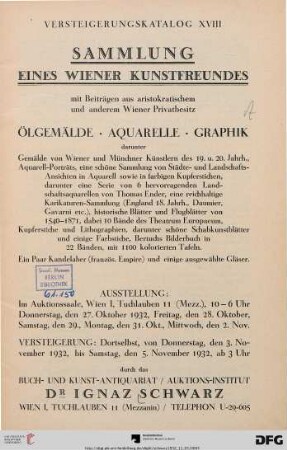 VERSTEIGERUNGSKATALOG XVIII
SAMMLUNG
EINES WIENER KUNSTFREUNDES
mit Beiträgen aus aristokratischem
und anderem Wiener Privatbesitz
ÖLGEMÄLDE · AQUARELLE · GRAPHIK
darunter
Gemälde von Wiener und Münchner Künstlern des 19. u. 20. Jahrh.,
Aquarell-Porträts, eine schöne Sammlung von Städte- und Landschafts-
Ansichten in Aquarell sowie in farbigen Kupferstichen,
darunter eine Serie von 6 hervorragenden Land-
schaftsaquarellen von Thomas Ender, eine reichhaltige
Karikaturen-Sammlung (England 18. Jahrh., Daumier,
Gavarni etc.), historische Blätter und Flugblätter von
1540–1871, dabei 10 Bände des Theatrum Europaeum,
Kupferstiche und Lithographien, darunter schöne Schabkunstblätter
und einige Farbstiche, Bertuchs Bilderbuch in
22 Bänden, mit 1100 kolorierten Tafeln.
Ein Paar Kandelaber (französ. Empire) und einige ausgewählte Gläser.
BERLIN
AUSSTELLUNG:
Im Auktionssaale, Wien I, Tuchlauben 11 (Mezz.), 10–6 Uhr
Donnerstag, den 27. Oktober 1932, Freitag, den 28. Oktober,
Samstag, den 29., Montag, den 31. Okt., Mittwoch, den 2. Nov.
VERSTEIGERUNG: Dortselbst, von Donnerstag, den 3. No-
vember 1932, bis Samstag, den 5. November 1932, ab 3 Uhr
durch das
BUCH- UND KUNST-ANTIQUARIAT / AUKTIONS-INSTITUT
DR IGNAZ SCHWARZ
WIEN I, TUCHLAUBEN 11 (Mezzanin) / TELEPHON U-29-605
DFG